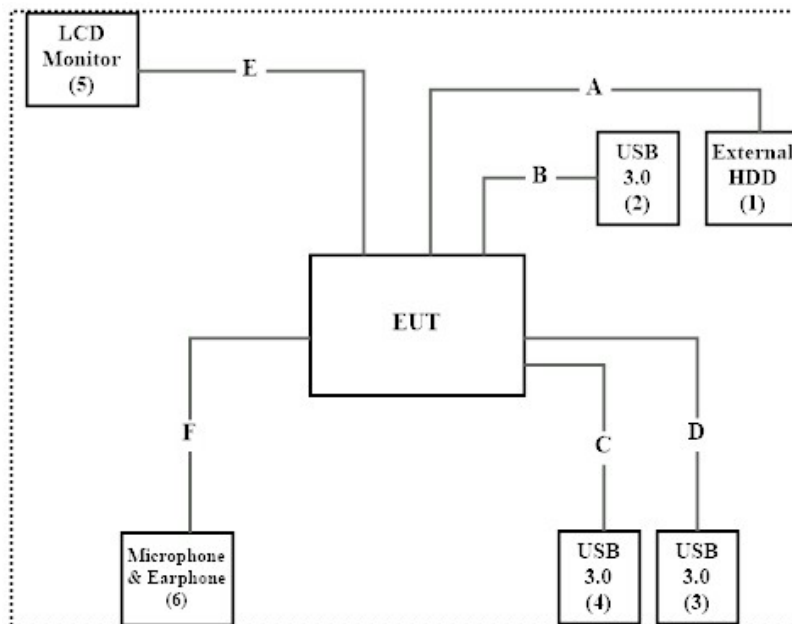 LCD
Monitor
(5)
E
A
USB
3.0
(2)
External
HDD
(1)
B
EUT
F
C
D
Microphone
& Earphone
(6)
USB
3.0
(4)
USB
3.0
(3)